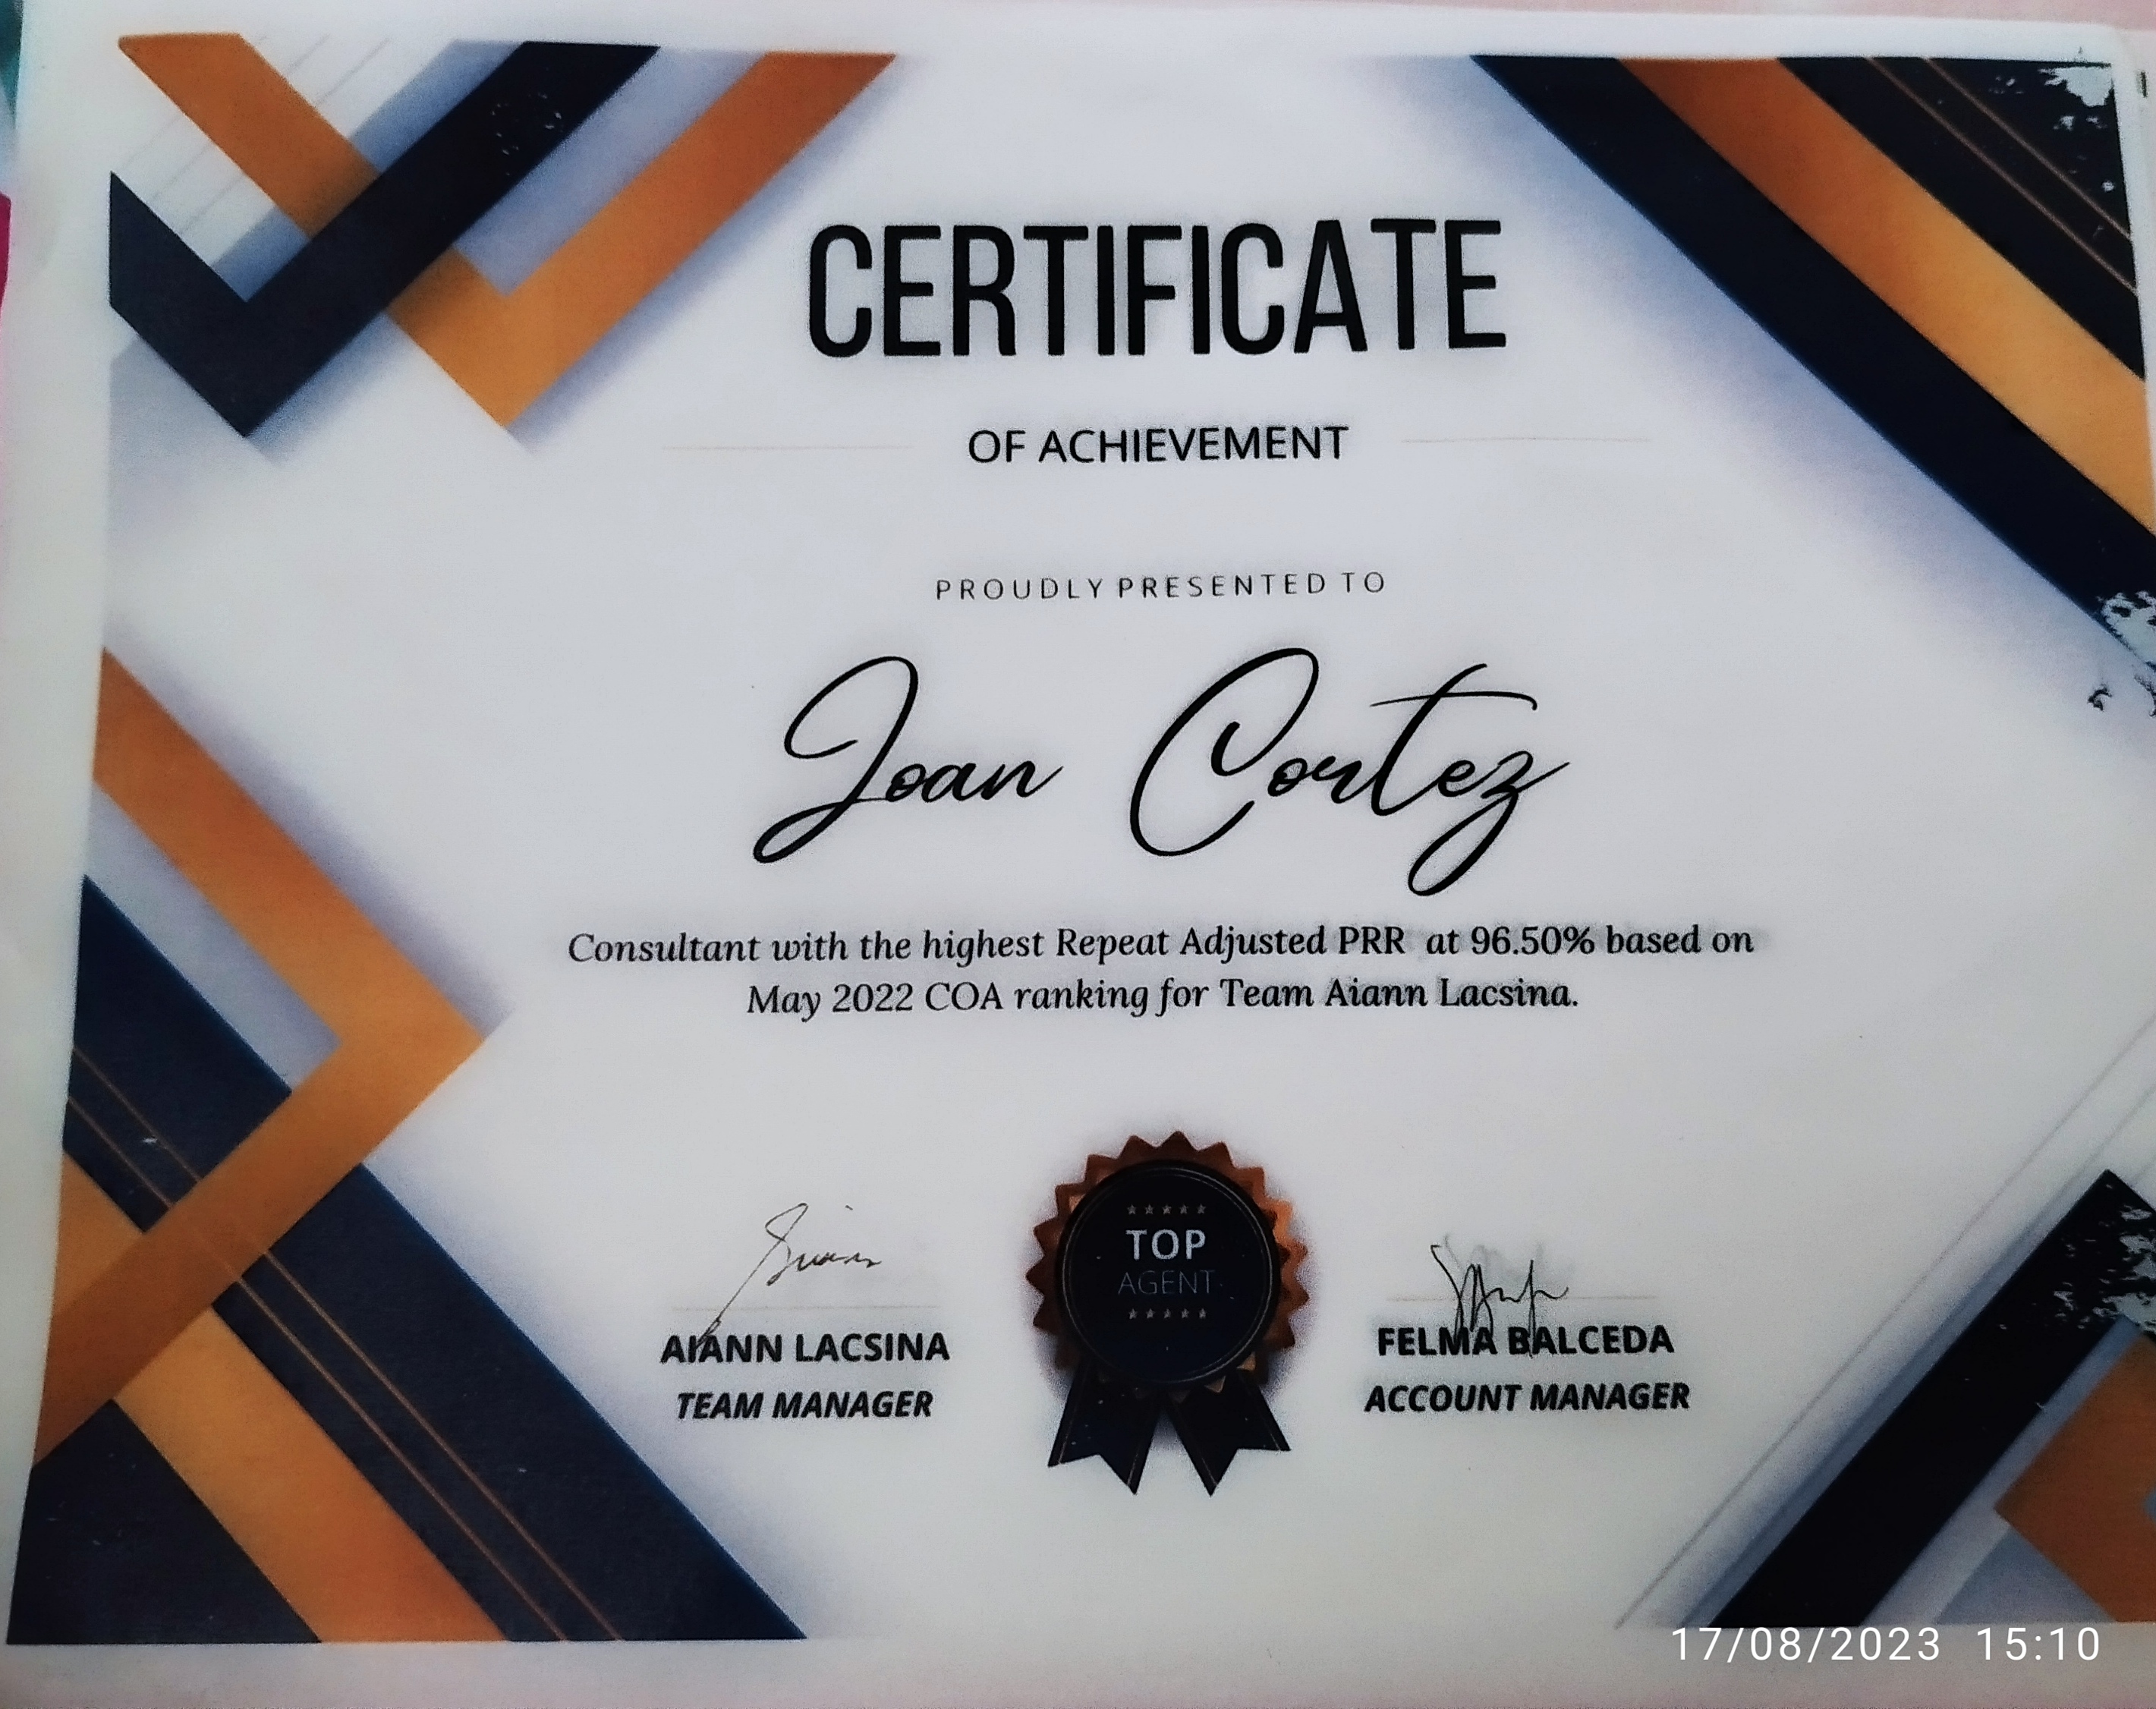 CERTIFICATE
OF ACHIEVEMENT
PROUDLY PRESENTED TO
Joan Cortez
Consultant with the highest Repeat Adjusted PRR at 96.50% based on
May 2022 COA ranking for Team Aiann Lacsina.
TOP
AGENT
AIANN LACSINA
TEAM MANAGER
FELMA BALCEDA
ACCOUNT MANAGER
17/08/2023 15:10